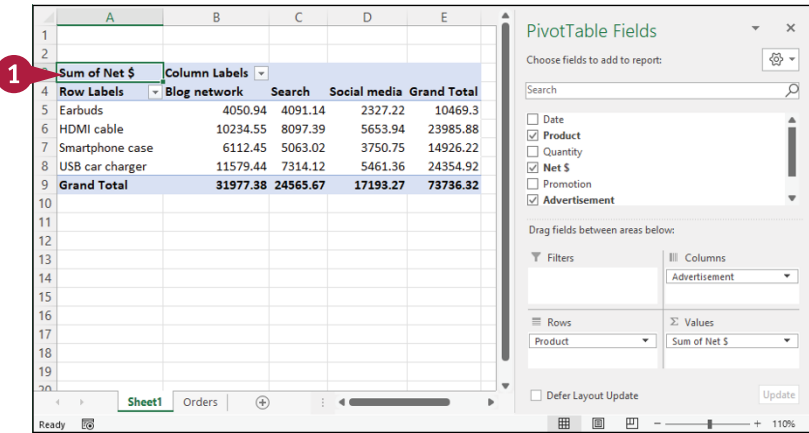 A B C D E
1
2
1
3 Sum of Net $ Column Labels
4 Row Labels Blog network Search Social media Grand Total
5 Earbuds 4050.94 4091.14 2327.22 10469.3
6 HDMI cable 10234.55 8097.39 5653.94 23985.88
7 Smartphone case 6112.45 5063.02 3750.75 14926.22
8 USB car charger 11579.44 7314.12 5461.36 24354.92
9 Grand Total 31977.38 24565.67 17193.27 73736.32
10
11
12
13
14
15
16
17
18
19
20
Sheet1 Orders
Ready
PivotTable Fields
Choose fields to add to report:
Search
Date
Product
Quantity
Net $
Promotion
Advertisement
Drag fields between areas below:
Filters
Columns
Advertisement
Rows
Product
Σ Values
Sum of Net $
Defer Layout Update
Update
110%